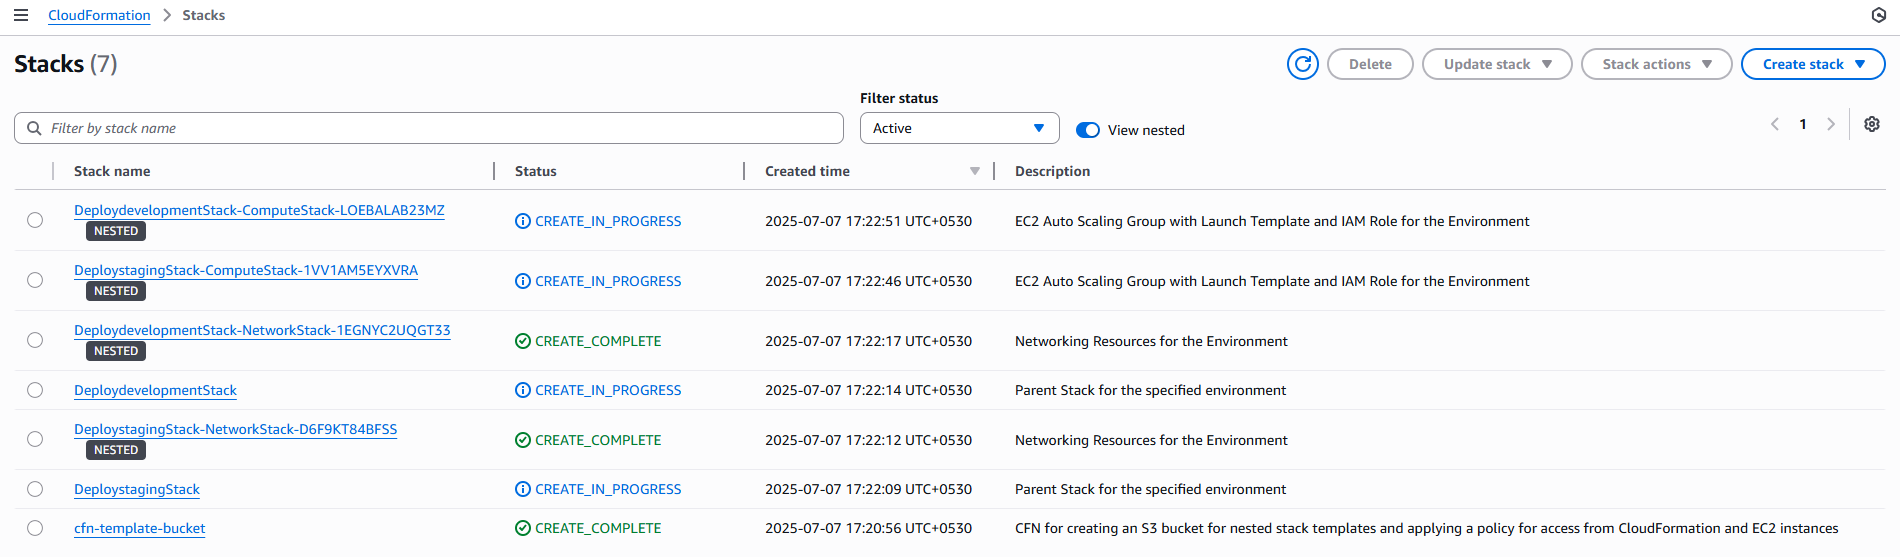 CloudFormation > Stacks
Stacks (7)
Delete
Update stack
Stack actions
Create stack
Filter status
Filter by stack name
Active
View nested
1
Stack name Status Created time Description
DeploydevelopmentStack-ComputeStack-LOEBALAB23MZ
NESTED
CREATE_IN_PROGRESS 2025-07-07 17:22:51 UTC+0530 EC2 Auto Scaling Group with Launch Template and IAM Role for the Environment
DeploystagingStack-ComputeStack-1VV1AM5EYXVRA
NESTED
CREATE_IN_PROGRESS 2025-07-07 17:22:46 UTC+0530 EC2 Auto Scaling Group with Launch Template and IAM Role for the Environment
DeploydevelopmentStack-NetworkStack-1EGNYC2UQGT33
NESTED
CREATE_COMPLETE 2025-07-07 17:22:17 UTC+0530 Networking Resources for the Environment
DeploydevelopmentStack CREATE_IN_PROGRESS 2025-07-07 17:22:14 UTC+0530 Parent Stack for the specified environment
DeploystagingStack-NetworkStack-D6F9KT84BFSS
NESTED
CREATE_COMPLETE 2025-07-07 17:22:12 UTC+0530 Networking Resources for the Environment
DeploystagingStack CREATE_IN_PROGRESS 2025-07-07 17:22:09 UTC+0530 Parent Stack for the specified environment
cfn-template-bucket CREATE_COMPLETE 2025-07-07 17:20:56 UTC+0530 CFN for creating an S3 bucket for nested stack templates and applying a policy for access from CloudFormation and EC2 instances